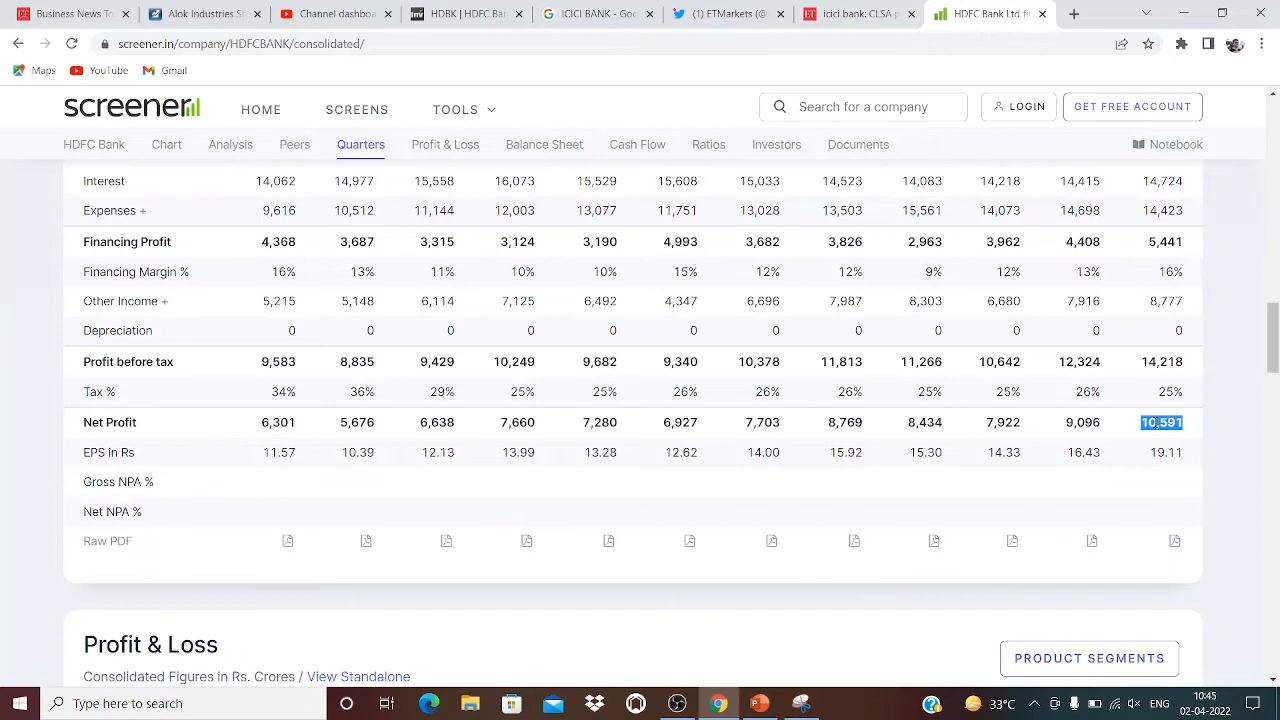 Business News To
Auto Industries St
Channel dashboar
HDBK | HDFC Ban
ICICI BANK - Goo
(1) ETMarkets (@
icici bank: CLSA p
HDFC Bank Ltd fi
screener.in/company/HDFCBANK/consolidated/
Maps YouTube Gmail
screener HOME SCREENS TOOLS Search for a company LOGIN GET FREE ACCOUNT
HDFC Bank Chart Analysis Peers Quarters Profit & Loss Balance Sheet Cash Flow Ratios Investors Documents Notebook
Interest 14,062 14,977 15,558 16,073 15,529 15,608 15,033 14,523 14,083 14,218 14,415 14,724
Expenses + 9,616 10,512 11,144 12,003 13,077 11,751 13,028 13,503 15,561 14,073 14,698 14,423
Financing Profit 4,368 3,687 3,315 3,124 3,190 4,993 3,682 3,826 2,963 3,962 4,408 5,441
Financing Margin % 16% 13% 11% 10% 10% 15% 12% 12% 9% 12% 13% 16%
Other Income + 5,215 5,148 6,114 7,125 6,492 4,347 6,696 7,987 8,303 6,680 7,916 8,777
Depreciation 0 0 0 0 0 0 0 0 0 0 0 0
Profit before tax 9,583 8,835 9,429 10,249 9,682 9,340 10,378 11,813 11,266 10,642 12,324 14,218
Tax % 34% 36% 29% 25% 25% 26% 26% 26% 25% 25% 26% 25%
Net Profit 6,301 5,676 6,638 7,660 7,280 6,927 7,703 8,769 8,434 7,922 9,096 10,591
EPS in Rs 11.57 10.39 12.13 13.99 13.28 12.62 14.00 15.92 15.30 14.33 16.43 19.11
Gross NPA %
Net NPA %
Raw PDF
Profit & Loss
PRODUCT SEGMENTS
Consolidated Figures in Rs. Crores / View Standalone
Type here to search
33°C
ENG
10:45
02-04-2022